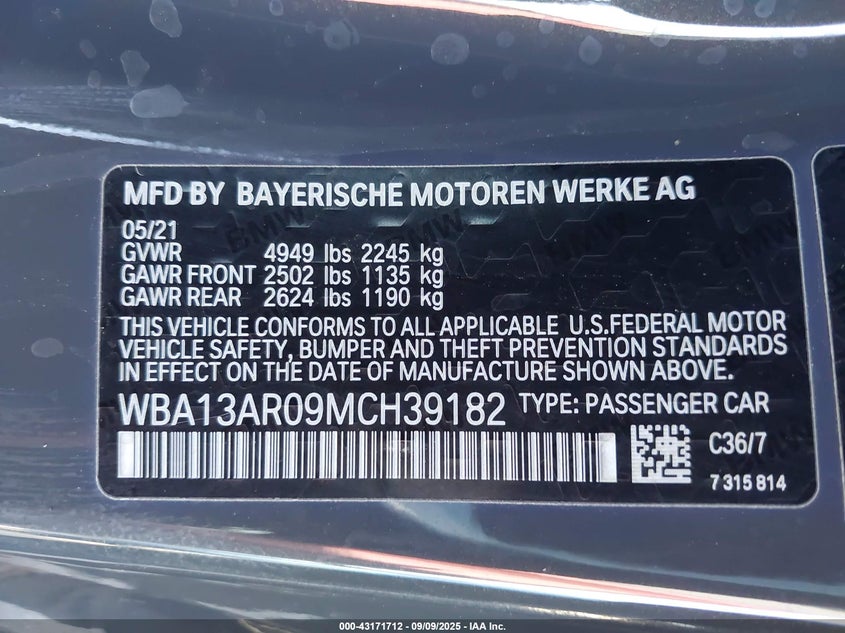 MFD BY BAYERISCHE MOTOREN WERKE AG
05/21
GVWR 4949 lbs 2245 kg
GAWR FRONT 2502 lbs 1135 kg
GAWR REAR 2624 lbs 1190 kg
THIS VEHICLE CONFORMS TO ALL APPLICABLE U.S.FEDERAL MOTOR
VEHICLE SAFETY, BUMPER AND THEFT PREVENTION STANDARDS
IN EFFECT ON THE DATE OF MANUFACTURE SHOWN ABOVE.
WBA13AR09MCH39182 TYPE: PASSENGER CAR
C36/7
7 315 814
000-43171712 - 09/09/2025 - IAA Inc.